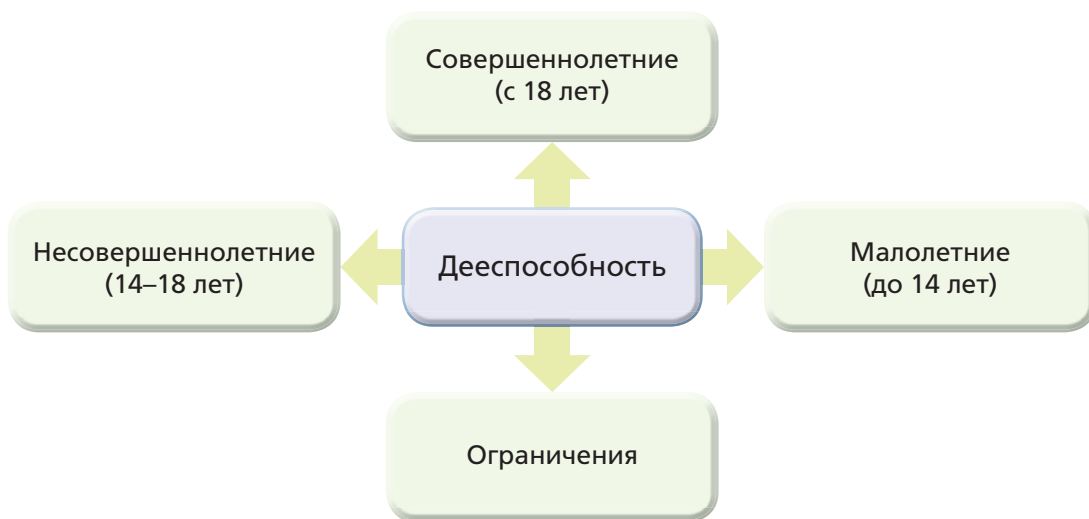 Совершеннолетние
(с 18 лет)
Несовершеннолетние
(14–18 лет)
Дееспособность
Малолетние
(до 14 лет)
Ограничения